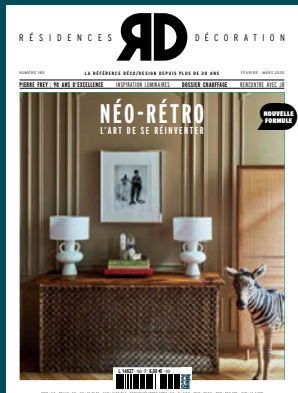 RÉSIDENCES RD DÉCORATION
NUMÉRO 180 LA RÉFÉRENCE DÉCO/DESIGN DEPUIS PLUS DE 30 ANS FÉVRIER - MARS 2025
PIERRE FREY : 90 ANS D'EXCELLENCE INSPIRATION LUMINAIRES DOSSIER CHAUFFAGE RENCONTRE AVEC JR
NÉO-RÉTRO
L'ART DE SE RÉINVENTER
NOUVELLE
FORMULE